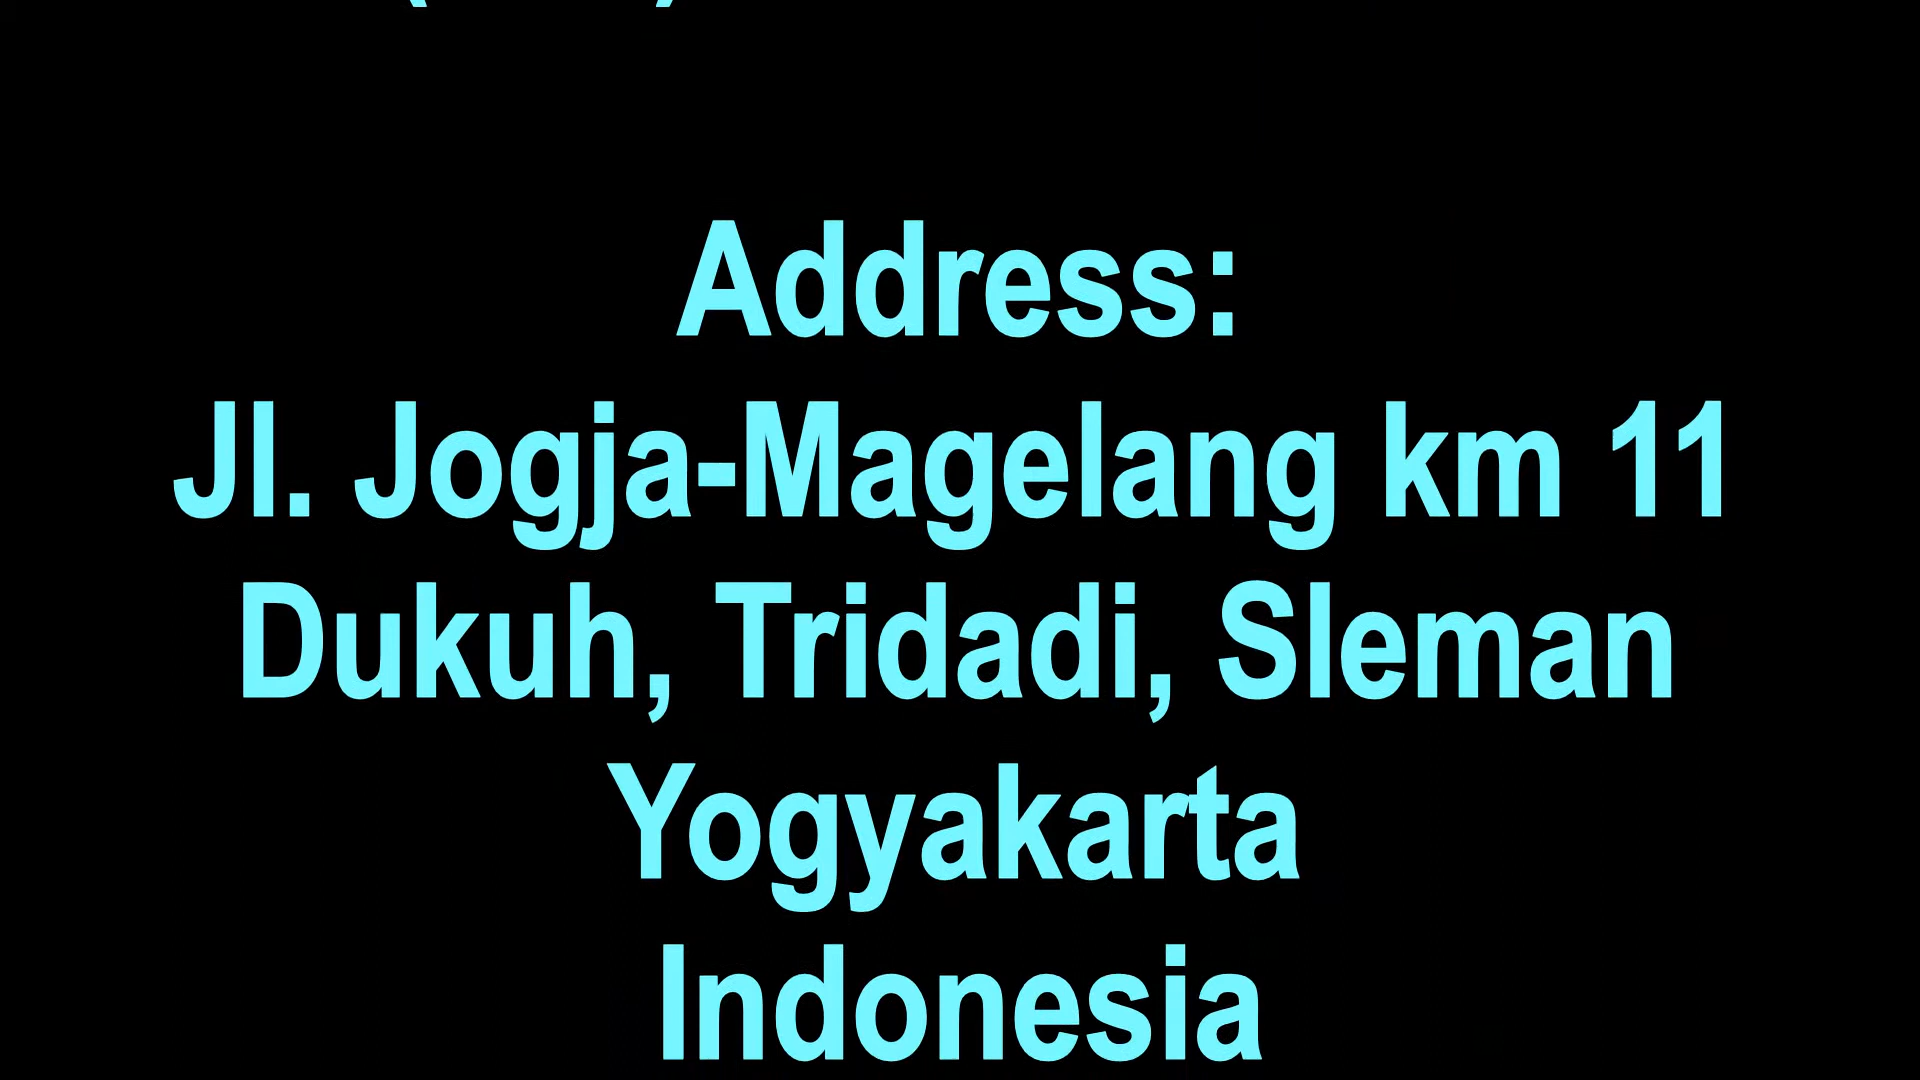 Address:
Jl. Jogja-Magelang km 11
Dukuh, Tridadi, Sleman
Yogyakarta
Indonesia